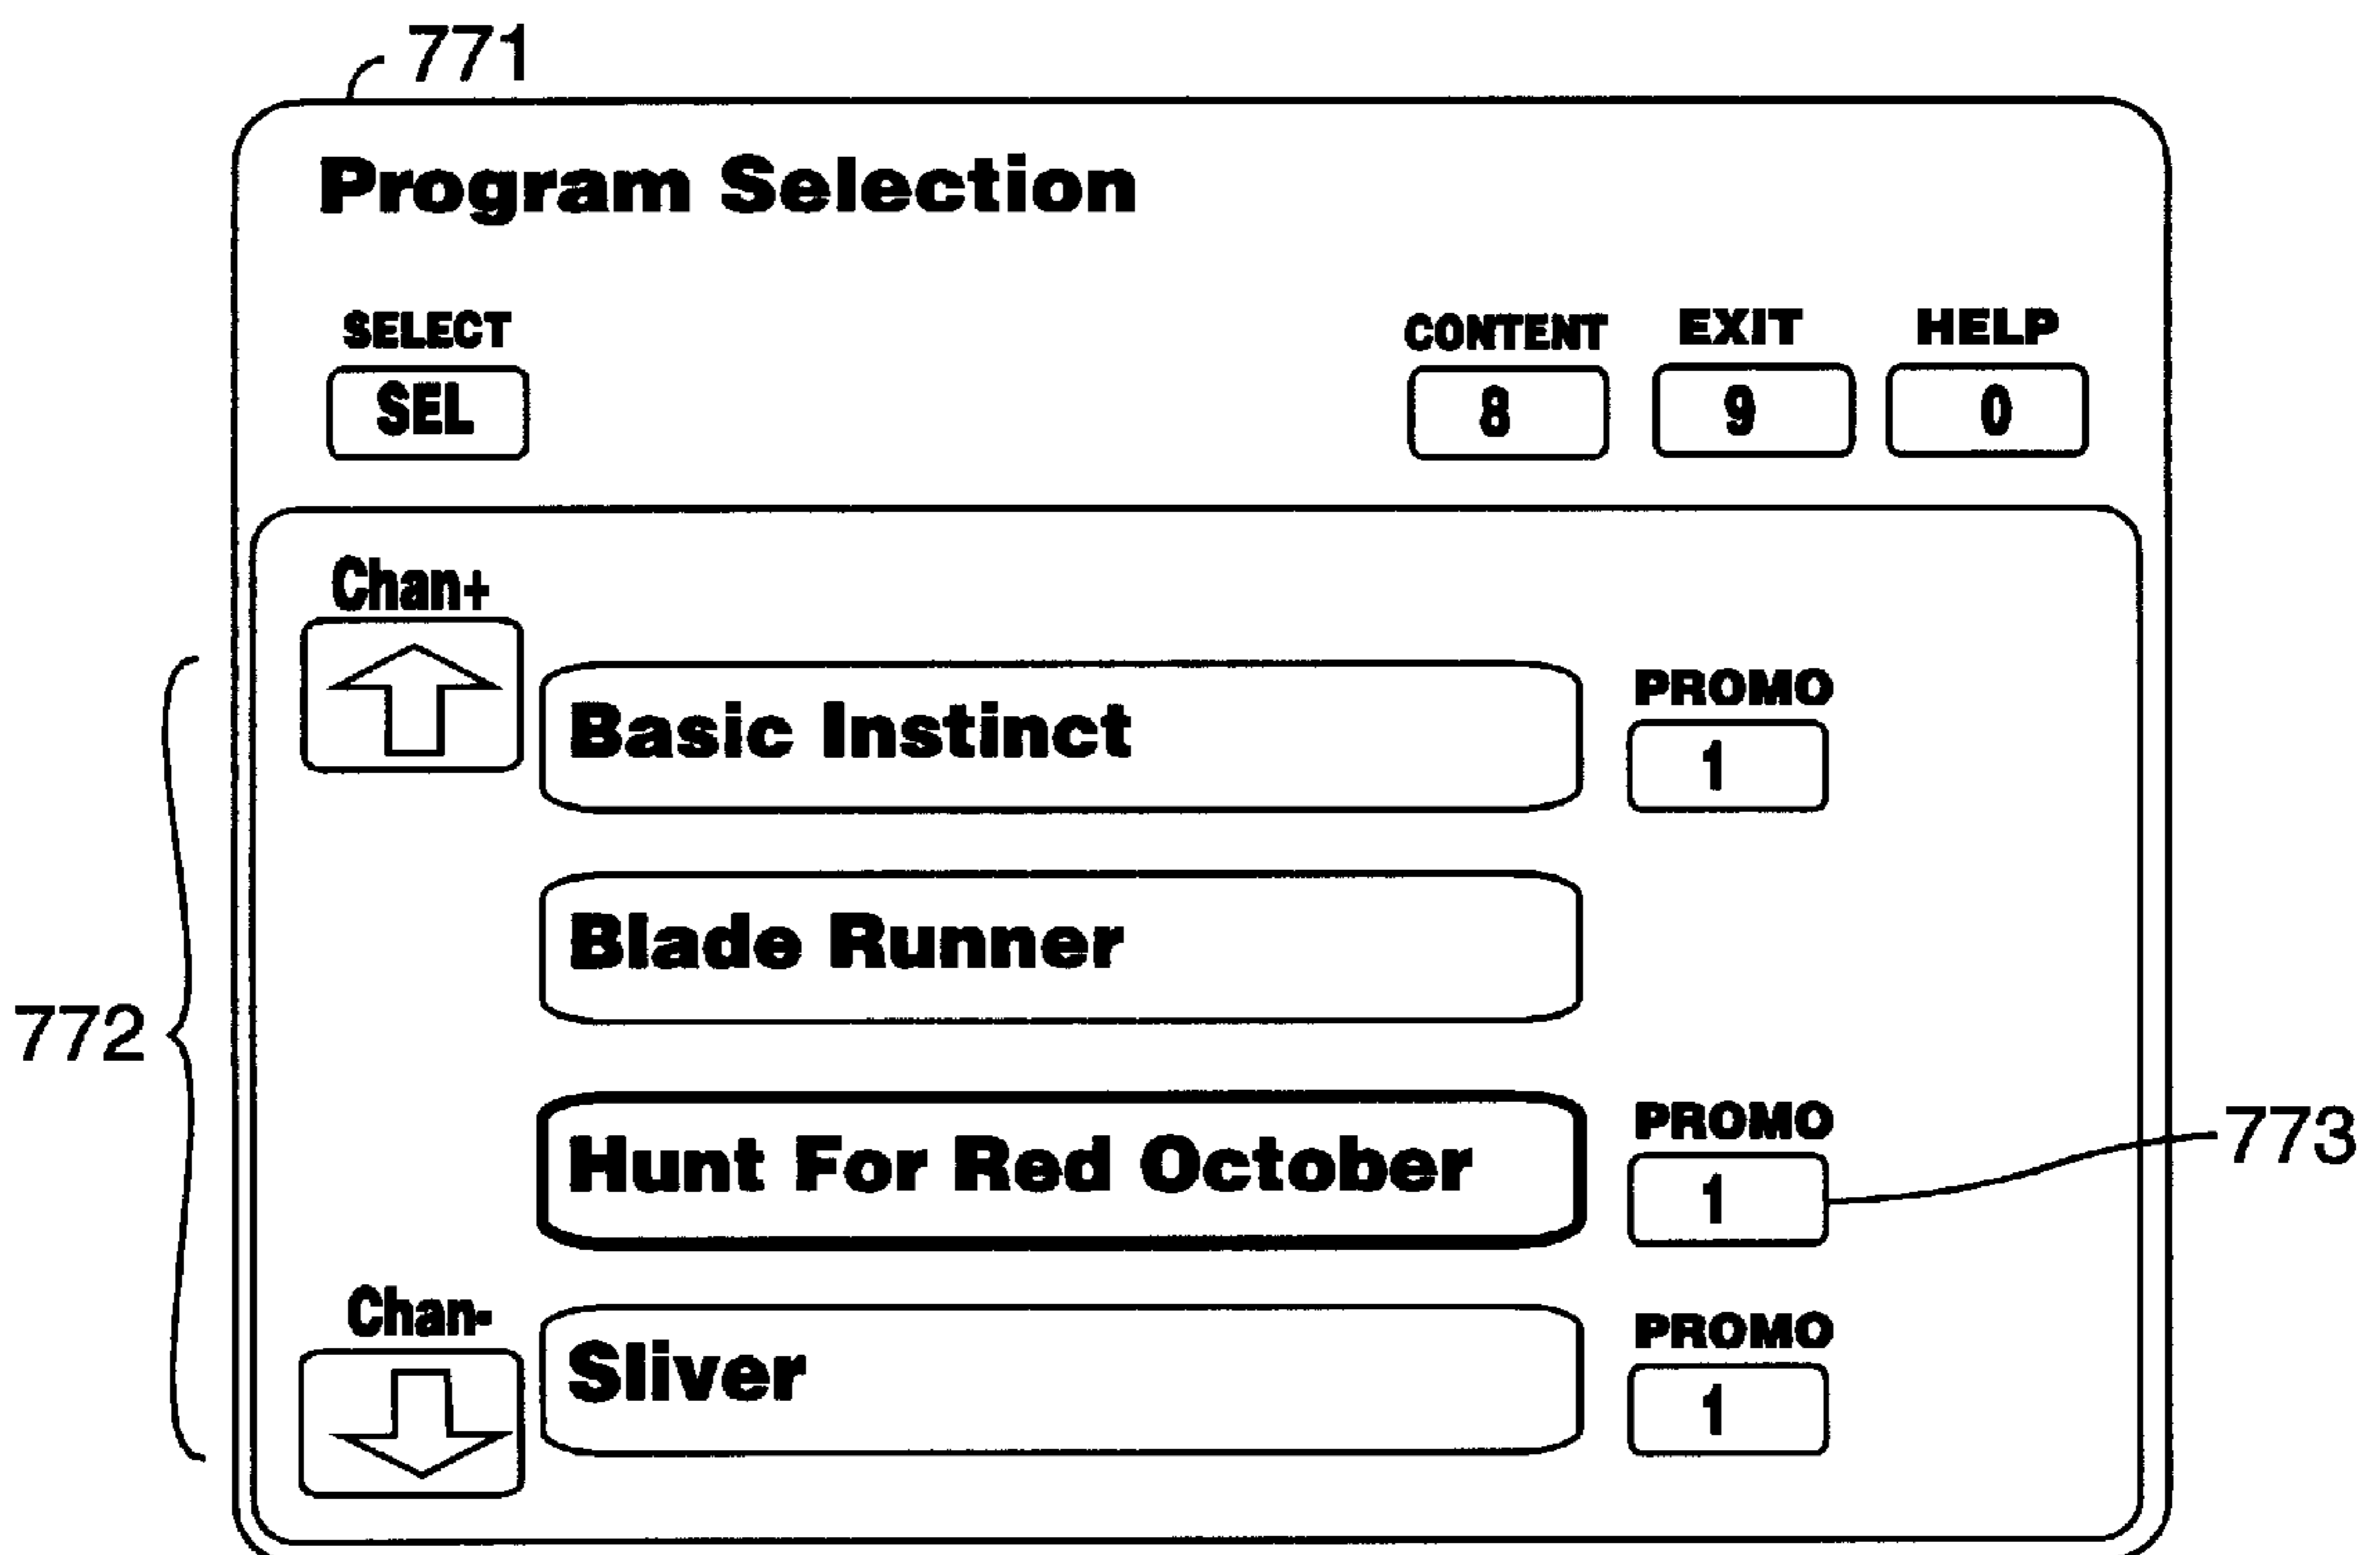 771
Program Selection
SELECT CONTENT EXIT HELP
SEL 8 9 0
Chan+
Basic Instinct
PROMO
1
Blade Runner
772
Hunt For Red October
PROMO
1
773
Chan-
Sliver
PROMO
1